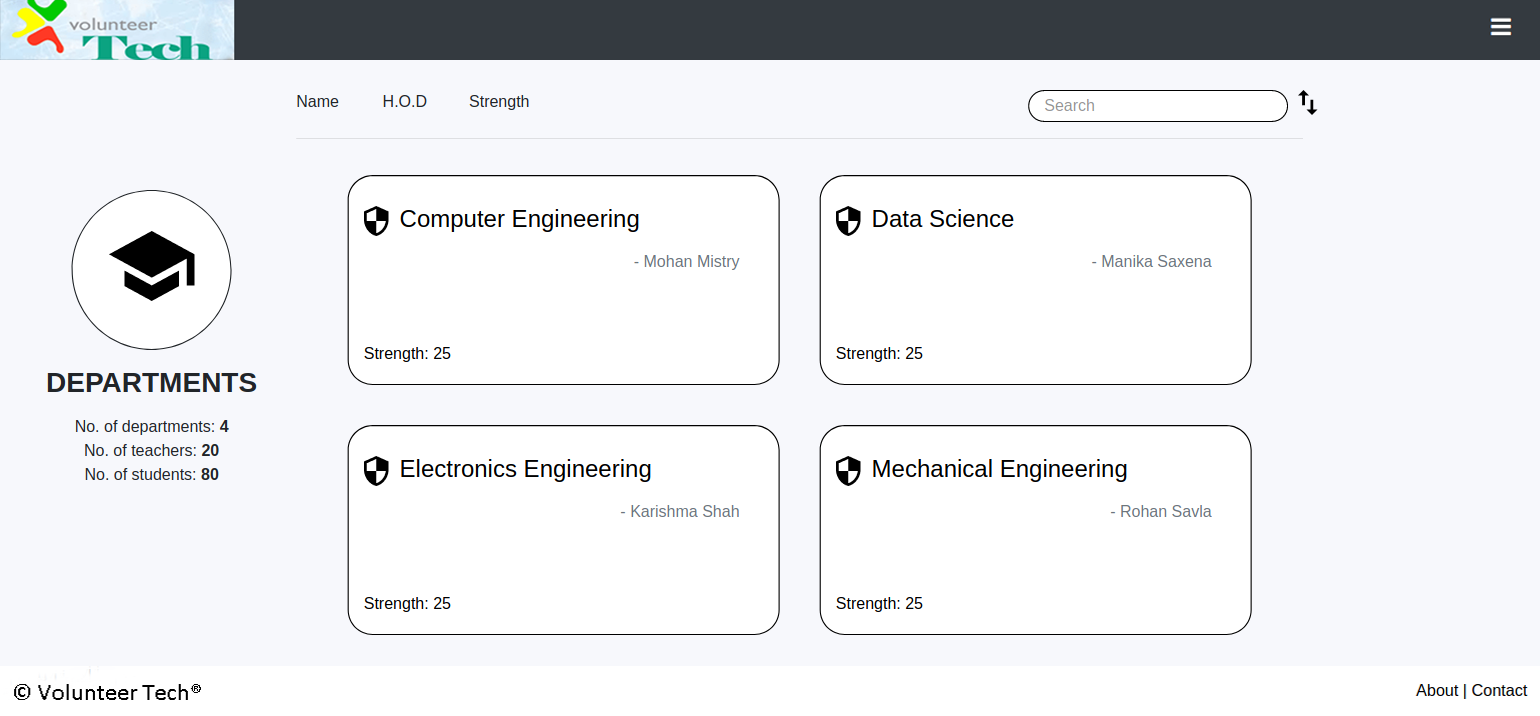 volunteer
Tech
Name H.O.D Strength Search
Computer Engineering
- Mohan Mistry
Strength: 25
Data Science
- Manika Saxena
Strength: 25
DEPARTMENTS
No. of departments: 4
No. of teachers: 20
No. of students: 80
Electronics Engineering
- Karishma Shah
Strength: 25
Mechanical Engineering
- Rohan Savla
Strength: 25
© Volunteer Tech®
About | Contact